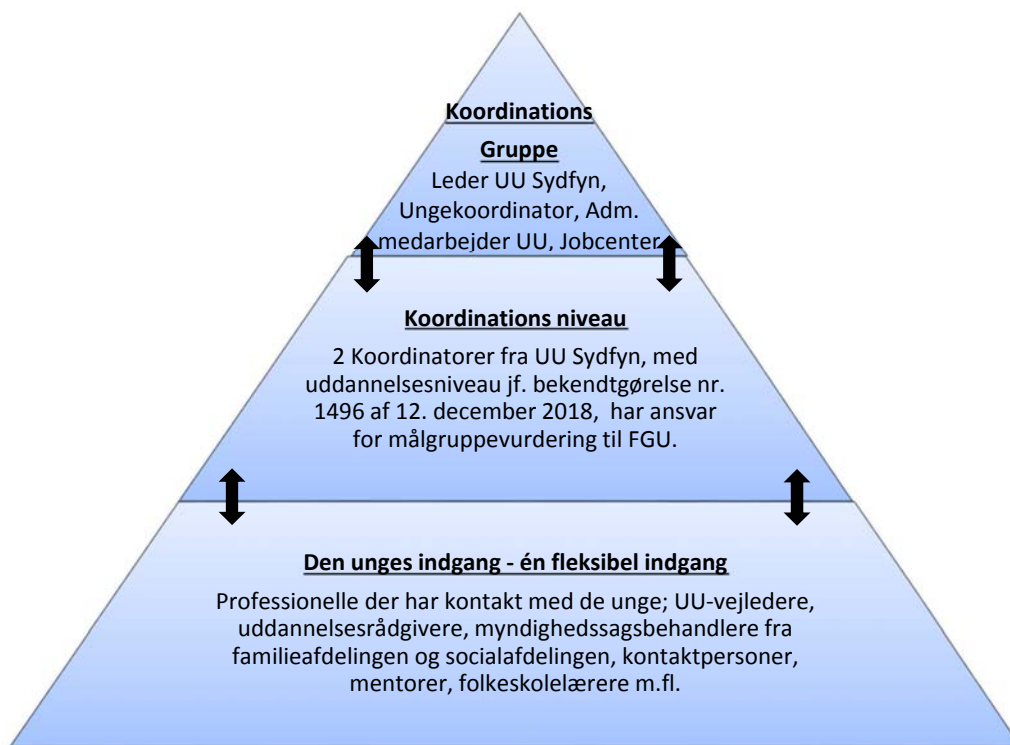 Koordinations
Gruppe
Leder UU Sydfyn,
Ungekoordinator, Adm.
medarbejder UU, Jobcenter
Koordinations niveau
2 Koordinatorer fra UU Sydfyn, med
uddannelsesniveau jf. bekendtgørelse nr.
1496 af 12. december 2018, har ansvar
for målgruppevurdering til FGU.
Den unges indgang - én fleksibel indgang
Professionelle der har kontakt med de unge; UU-vejledere,
uddannelsesrådgivere, myndighedssagsbehandlere fra
familieafdelingen og socialafdelingen, kontaktpersoner,
mentorer, folkeskolelærere m.fl.